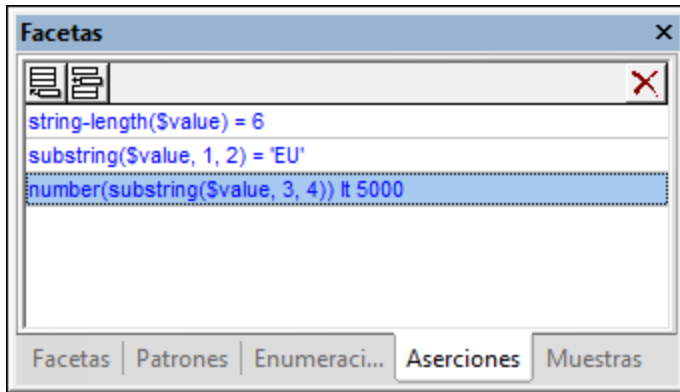 Facetas
string-length($value) = 6
substring($value, 1, 2) = 'EU'
number(substring($value, 3, 4)) lt 5000
Facetas Patrones Enumeraci... Aserciones Muestras